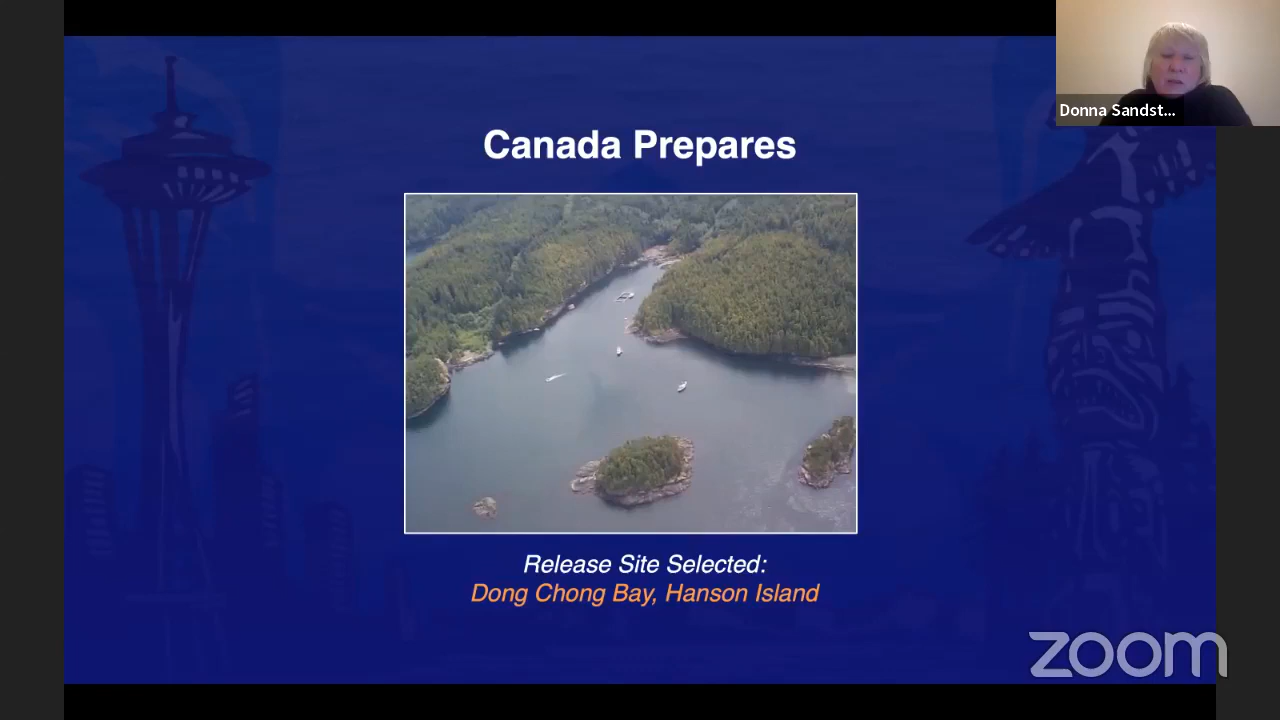 Donna Sandst...
Canada Prepares
Release Site Selected:
Dong Chong Bay, Hanson Island
zoom